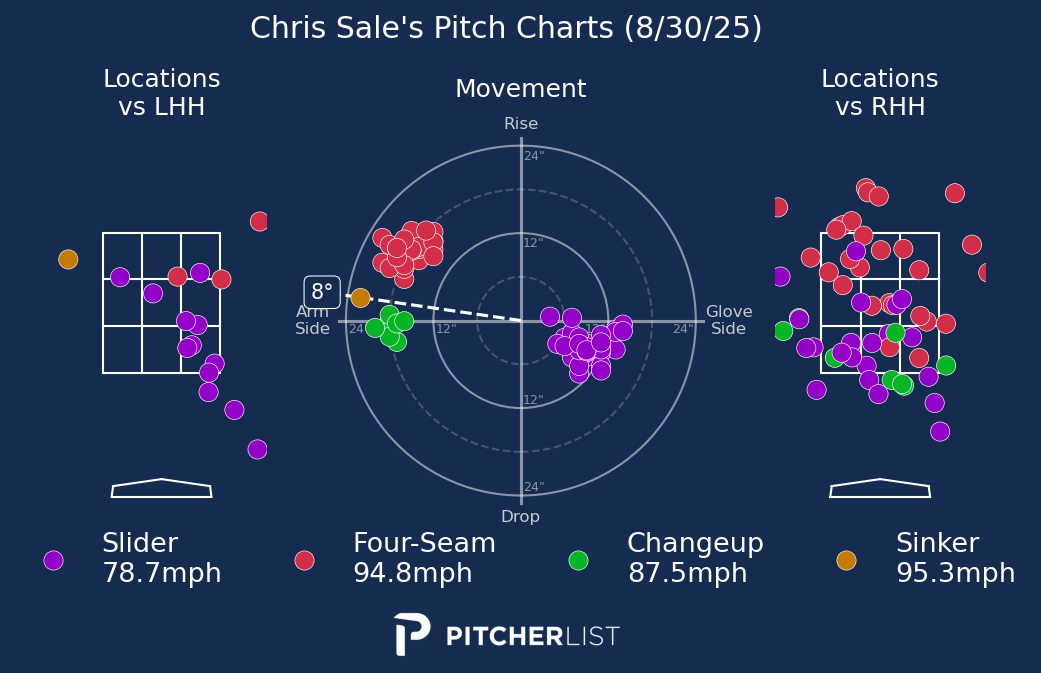 Chris Sale's Pitch Charts (8/30/25)
Locations
vs LHH
Movement
Locations
vs RHH
Rise
24"
12"
8°
Arm
Side
24"
12"
12"
24"
Glove
Side
12"
24"
Drop
Slider
78.7mph
Four-Seam
94.8mph
Changeup
87.5mph
Sinker
95.3mph
PITCHERLIST